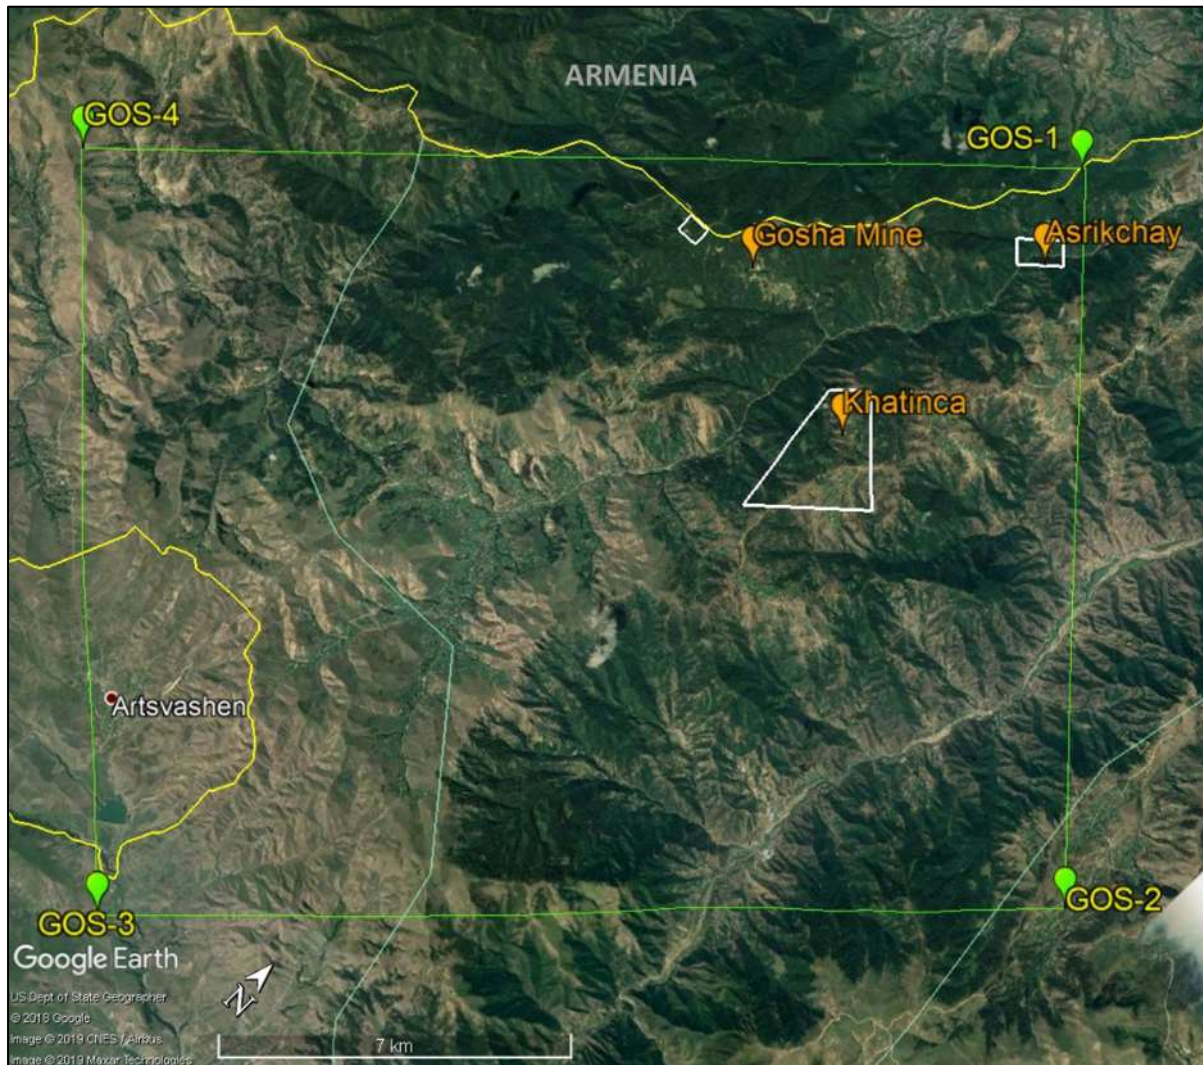 ARMENIA
GOS-4
GOS-1
Gosha Mine
Asrikchay
Khatinca
Artsvashen
GOS-3
GOS-2
Google Earth
N
US Dept of State Geographer
© 2018 Google
Image © 2019 CNES / Airbus
Image © 2019 Maxar Technologies
7 km